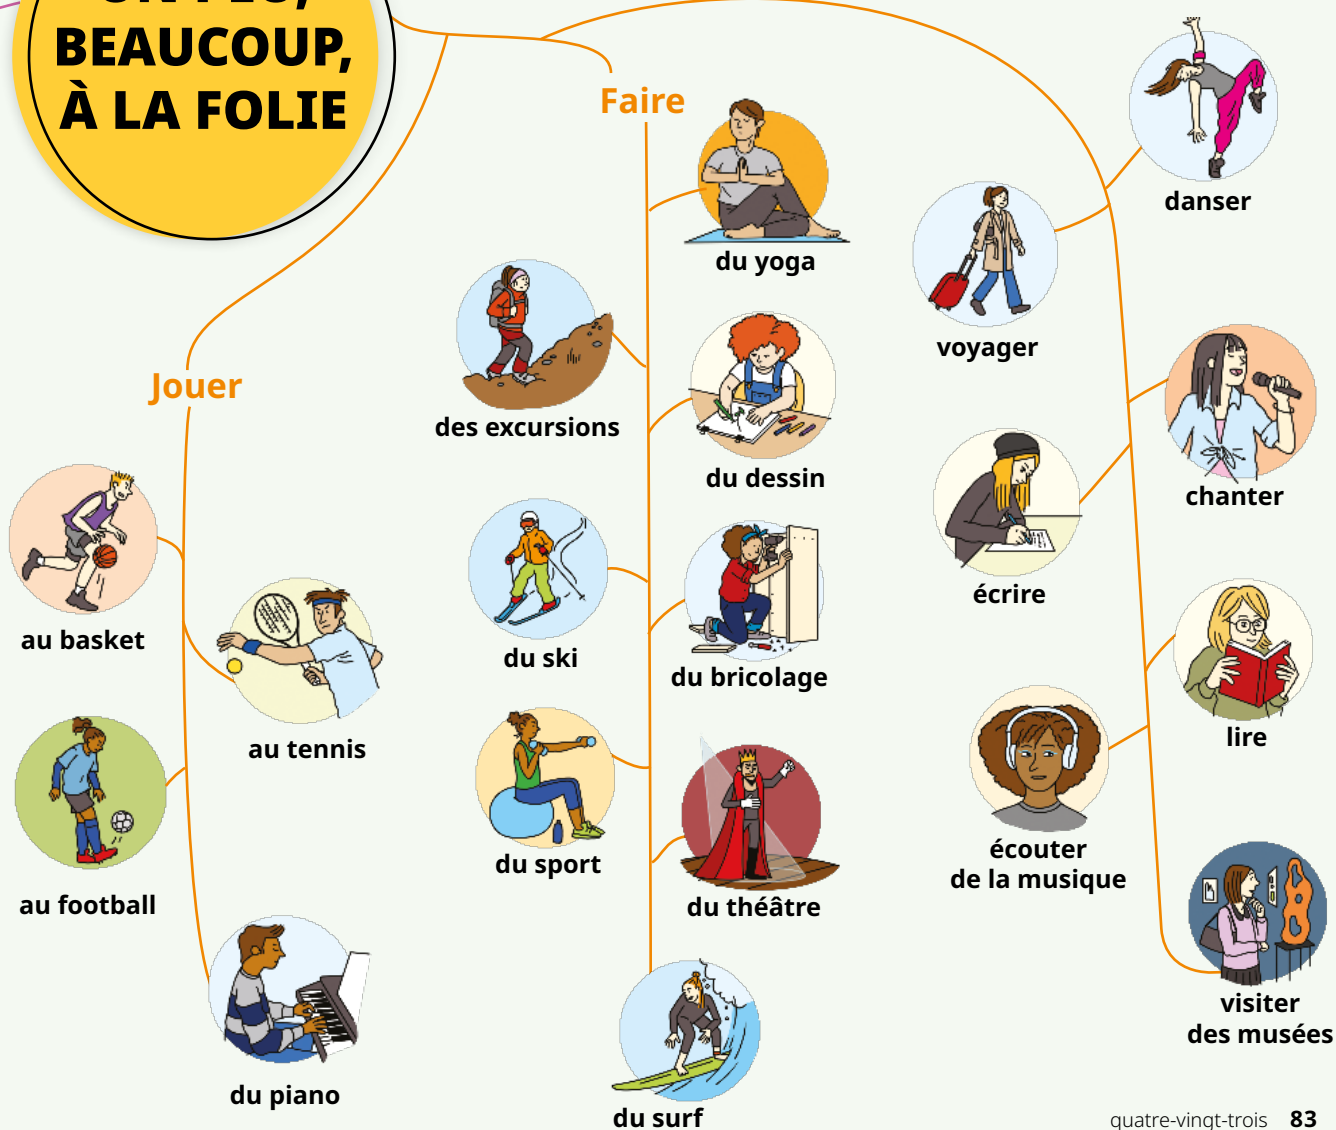 BEAUCOUP,
À LA FOLIE
Jouer
au basket
au tennis
au football
du piano
Faire
du yoga
des excursions
du dessin
du ski
du bricolage
du sport
du théâtre
du surf
danser
voyager
chanter
écrire
lire
écouter
de la musique
visiter
des musées
quatre-vingt-trois 83